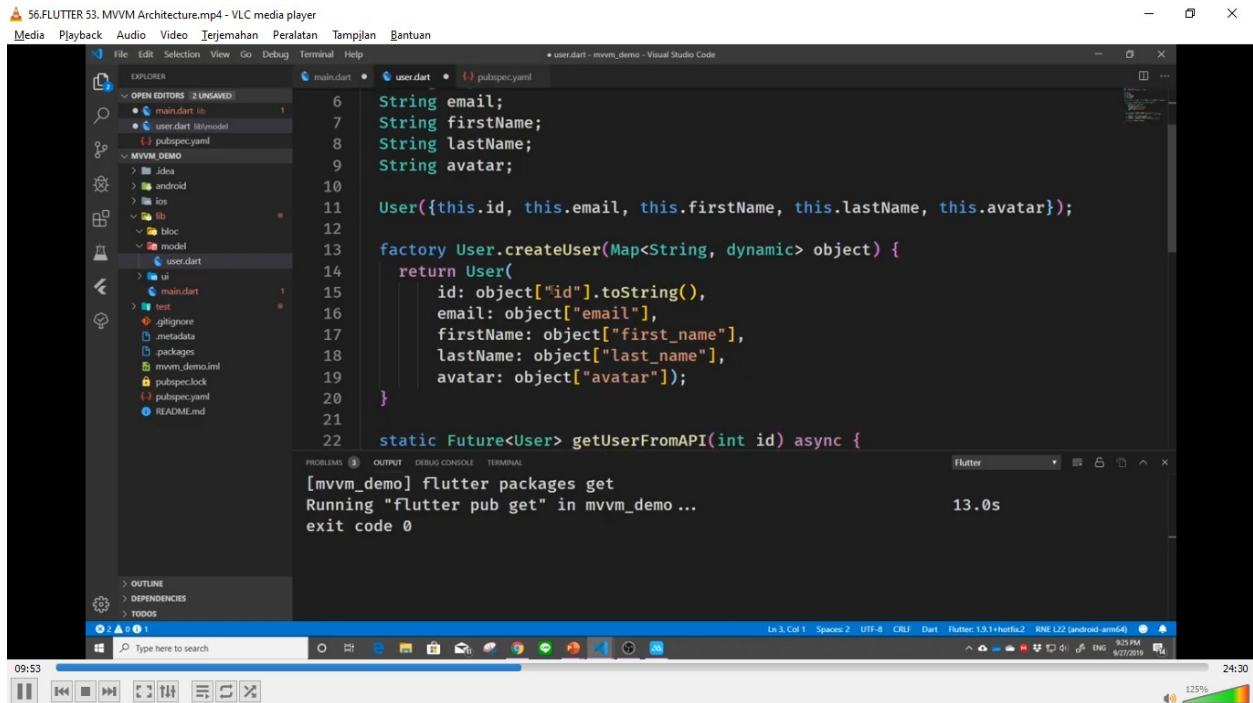 56.FLUTTER 53. MVVM Architecture.mp4 - VLC media player
Media Playback Audio Video Terjemahan Peralatan Tampilan Bantuan
File Edit Selection View Go Debug Terminal Help
● user.dart - mvvm_demo - Visual Studio Code
EXPLORER
OPEN EDITORS 2 UNSAVED
main.dart lib 1
user.dart lib\model
pubspec.yaml
MVVM_DEMO
.idea
android
ios
lib
bloc
model
user.dart
ui
main.dart 1
test
.gitignore
.metadata
.packages
mvvm_demo.iml
pubspec.lock
pubspec.yaml
README.md
OUTLINE
DEPENDENCIES
TODOS
main.dart ● user.dart ● pubspec.yaml
6 String email;
7 String firstName;
8 String lastName;
9 String avatar;
10
11 User({this.id, this.email, this.firstName, this.lastName, this.avatar});
12
13 factory User.createUser(Map<String, dynamic> object) {
14 return User(
15 id: object["id"].toString(),
16 email: object["email"],
17 firstName: object["first_name"],
18 lastName: object["last_name"],
19 avatar: object["avatar"]);
20 }
21
22 static Future<User> getUserFromAPI(int id) async {
PROBLEMS 3 OUTPUT DEBUG CONSOLE TERMINAL Flutter
[mvvm_demo] flutter packages get
Running "flutter pub get" in mvvm_demo... 13.0s
exit code 0
2 0 1 Ln 3, Col 1 Spaces: 2 UTF-8 CRLF Dart Flutter: 1.9.1+hotfix.2 RNE L22 (android-arm64)
Type here to search ENG 9:25 PM
9/27/2019
09:53 24:30
125%